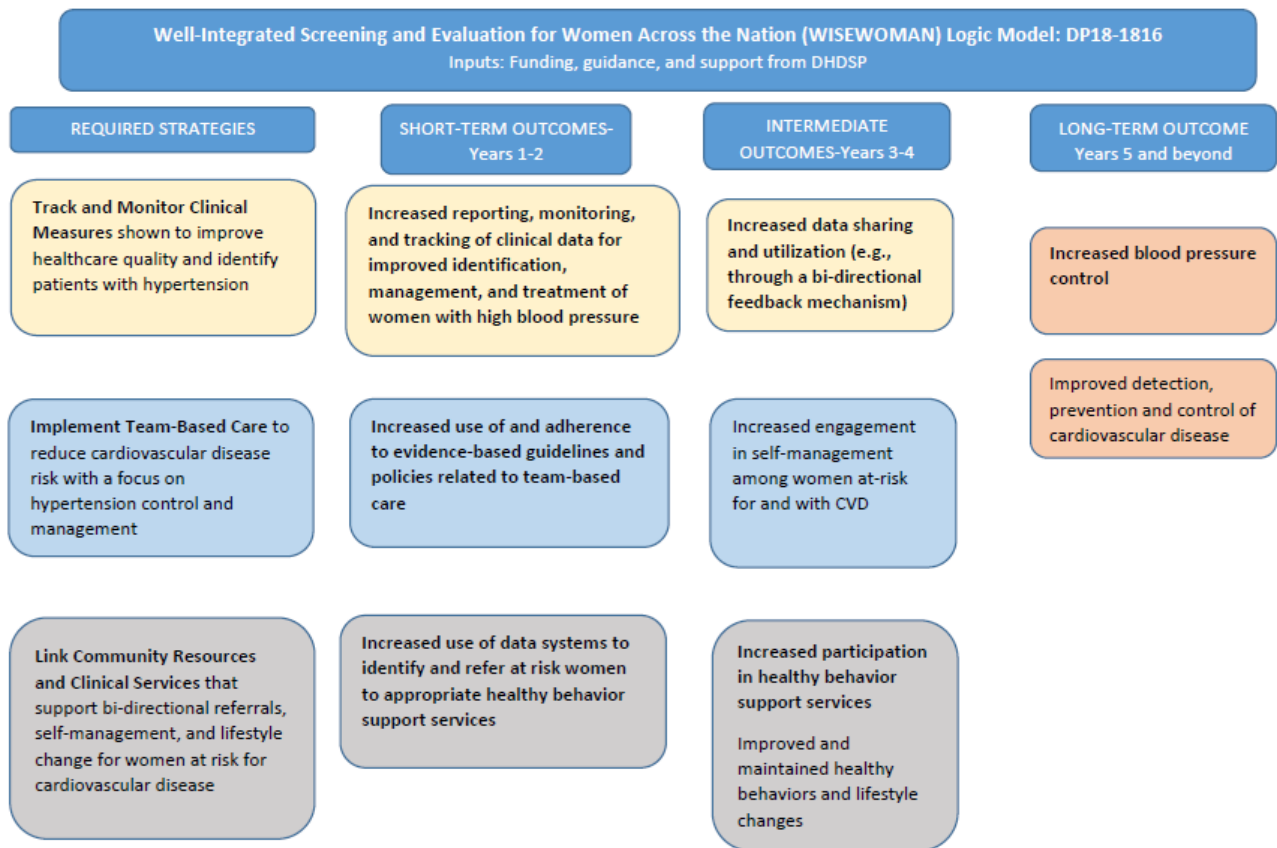 Well-Integrated Screening and Evaluation for Women Across the Nation (WISEWOMAN) Logic Model: DP18-1816
Inputs: Funding, guidance, and support from DHDSP
REQUIRED STRATEGIES
SHORT-TERM OUTCOMES-
Years 1-2
INTERMEDIATE
OUTCOMES-Years 3-4
LONG-TERM OUTCOME
Years 5 and beyond
Track and Monitor Clinical
Measures shown to improve
healthcare quality and identify
patients with hypertension
Increased reporting, monitoring,
and tracking of clinical data for
improved identification,
management, and treatment of
women with high blood pressure
Increased data sharing
and utilization (e.g.,
through a bi-directional
feedback mechanism)
Increased blood pressure
control
Improved detection,
prevention and control of
cardiovascular disease
Implement Team-Based Care to
reduce cardiovascular disease
risk with a focus on
hypertension control and
management
Increased use of and adherence
to evidence-based guidelines and
policies related to team-based
care
Increased engagement
in self-management
among women at-risk
for and with CVD
Link Community Resources
and Clinical Services that
support bi-directional referrals,
self-management, and lifestyle
change for women at risk for
cardiovascular disease
Increased use of data systems to
identify and refer at risk women
to appropriate healthy behavior
support services
Increased participation
in healthy behavior
support services
Improved and
maintained healthy
behaviors and lifestyle
changes